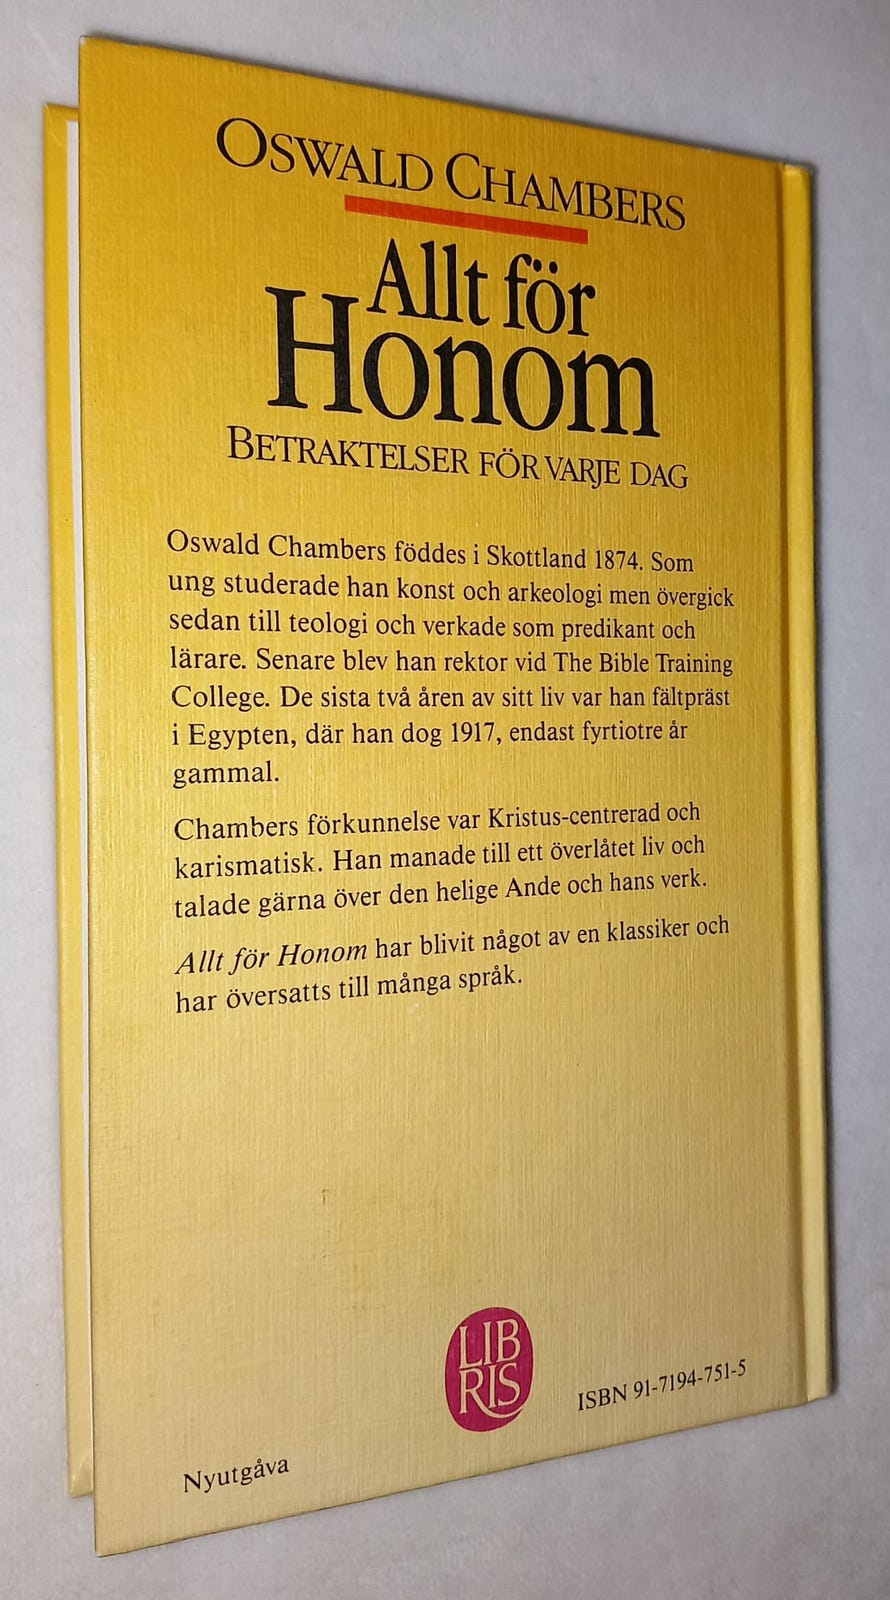 OSWALD CHAMBERS
Allt för
Honom
BETRAKTELSER FÖR VARJE DAG
Oswald Chambers föddes i Skottland 1874. Som
ung studerade han konst och arkeologi men övergick
sedan till teologi och verkade som predikant och
lärare. Senare blev han rektor vid The Bible Training
College. De sista två åren av sitt liv var han fältpräst
i Egypten, där han dog 1917, endast fyrtiotre år
gammal.
Chambers förkunnelse var Kristus-centrerad och
karismatisk. Han manade till ett överlåtet liv och
talade gärna över den helige Ande och hans verk.
Allt för Honom har blivit något av en klassiker och
har översatts till många språk.
LIB
RIS
ISBN 91-7194-751-5
Nyutgåva